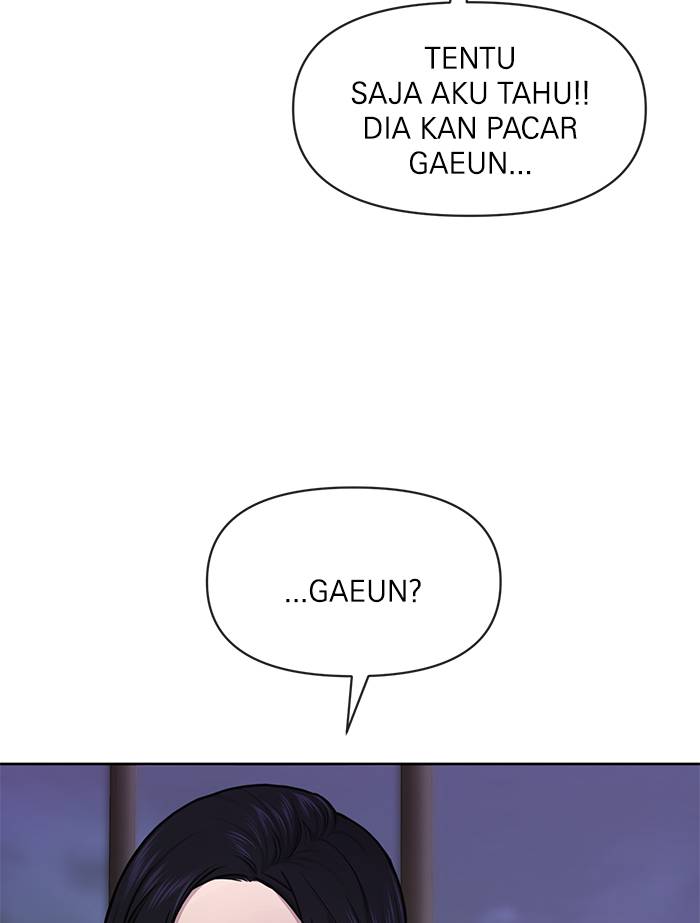 TENTU
SAJA AKU TAHU!!
DIA KAN PACAR
GAEUN...
...GAEUN?